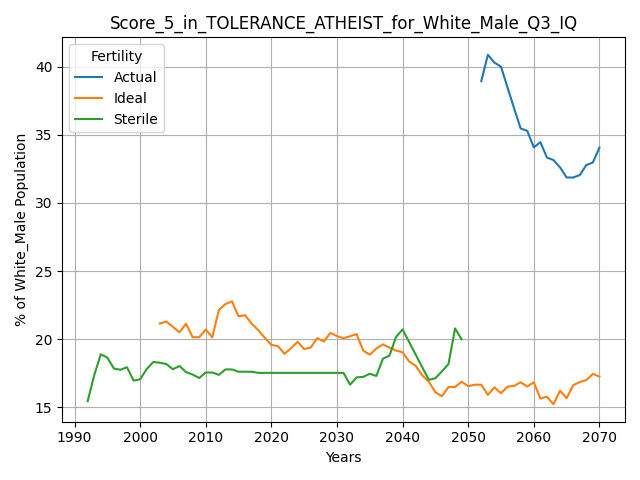 Score_5_in_TOLERANCE_ATHEIST_for_White_Male_Q3_IQ
Fertility
Actual
Ideal
Sterile
% of White_Male Population
40
35
30
25
20
15
1990 2000 2010 2020 2030 2040 2050 2060 2070
Years